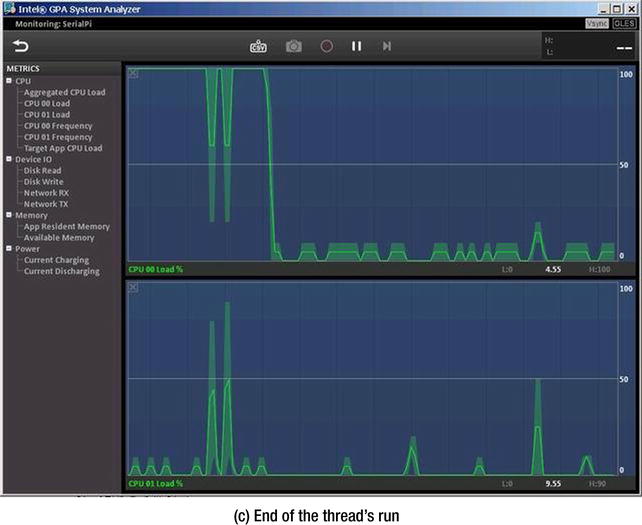 Intel® GPA System Analyzer
Monitoring: SerialPi
Vsync
GLES
CSV
H:
L:
--
METRICS
CPU
Aggregated CPU Load
CPU 00 Load
CPU 01 Load
CPU 00 Frequency
CPU 01 Frequency
Target App CPU Load
Device IO
Disk Read
Disk Write
Network RX
Network TX
Memory
App Resident Memory
Available Memory
Power
Current Charging
Current Discharging
100
50
0
CPU 00 Load %
L:0
4.55
H:100
100
50
0
CPU 01 Load %
L:0
9.55
H:90
(c) End of the thread’s run